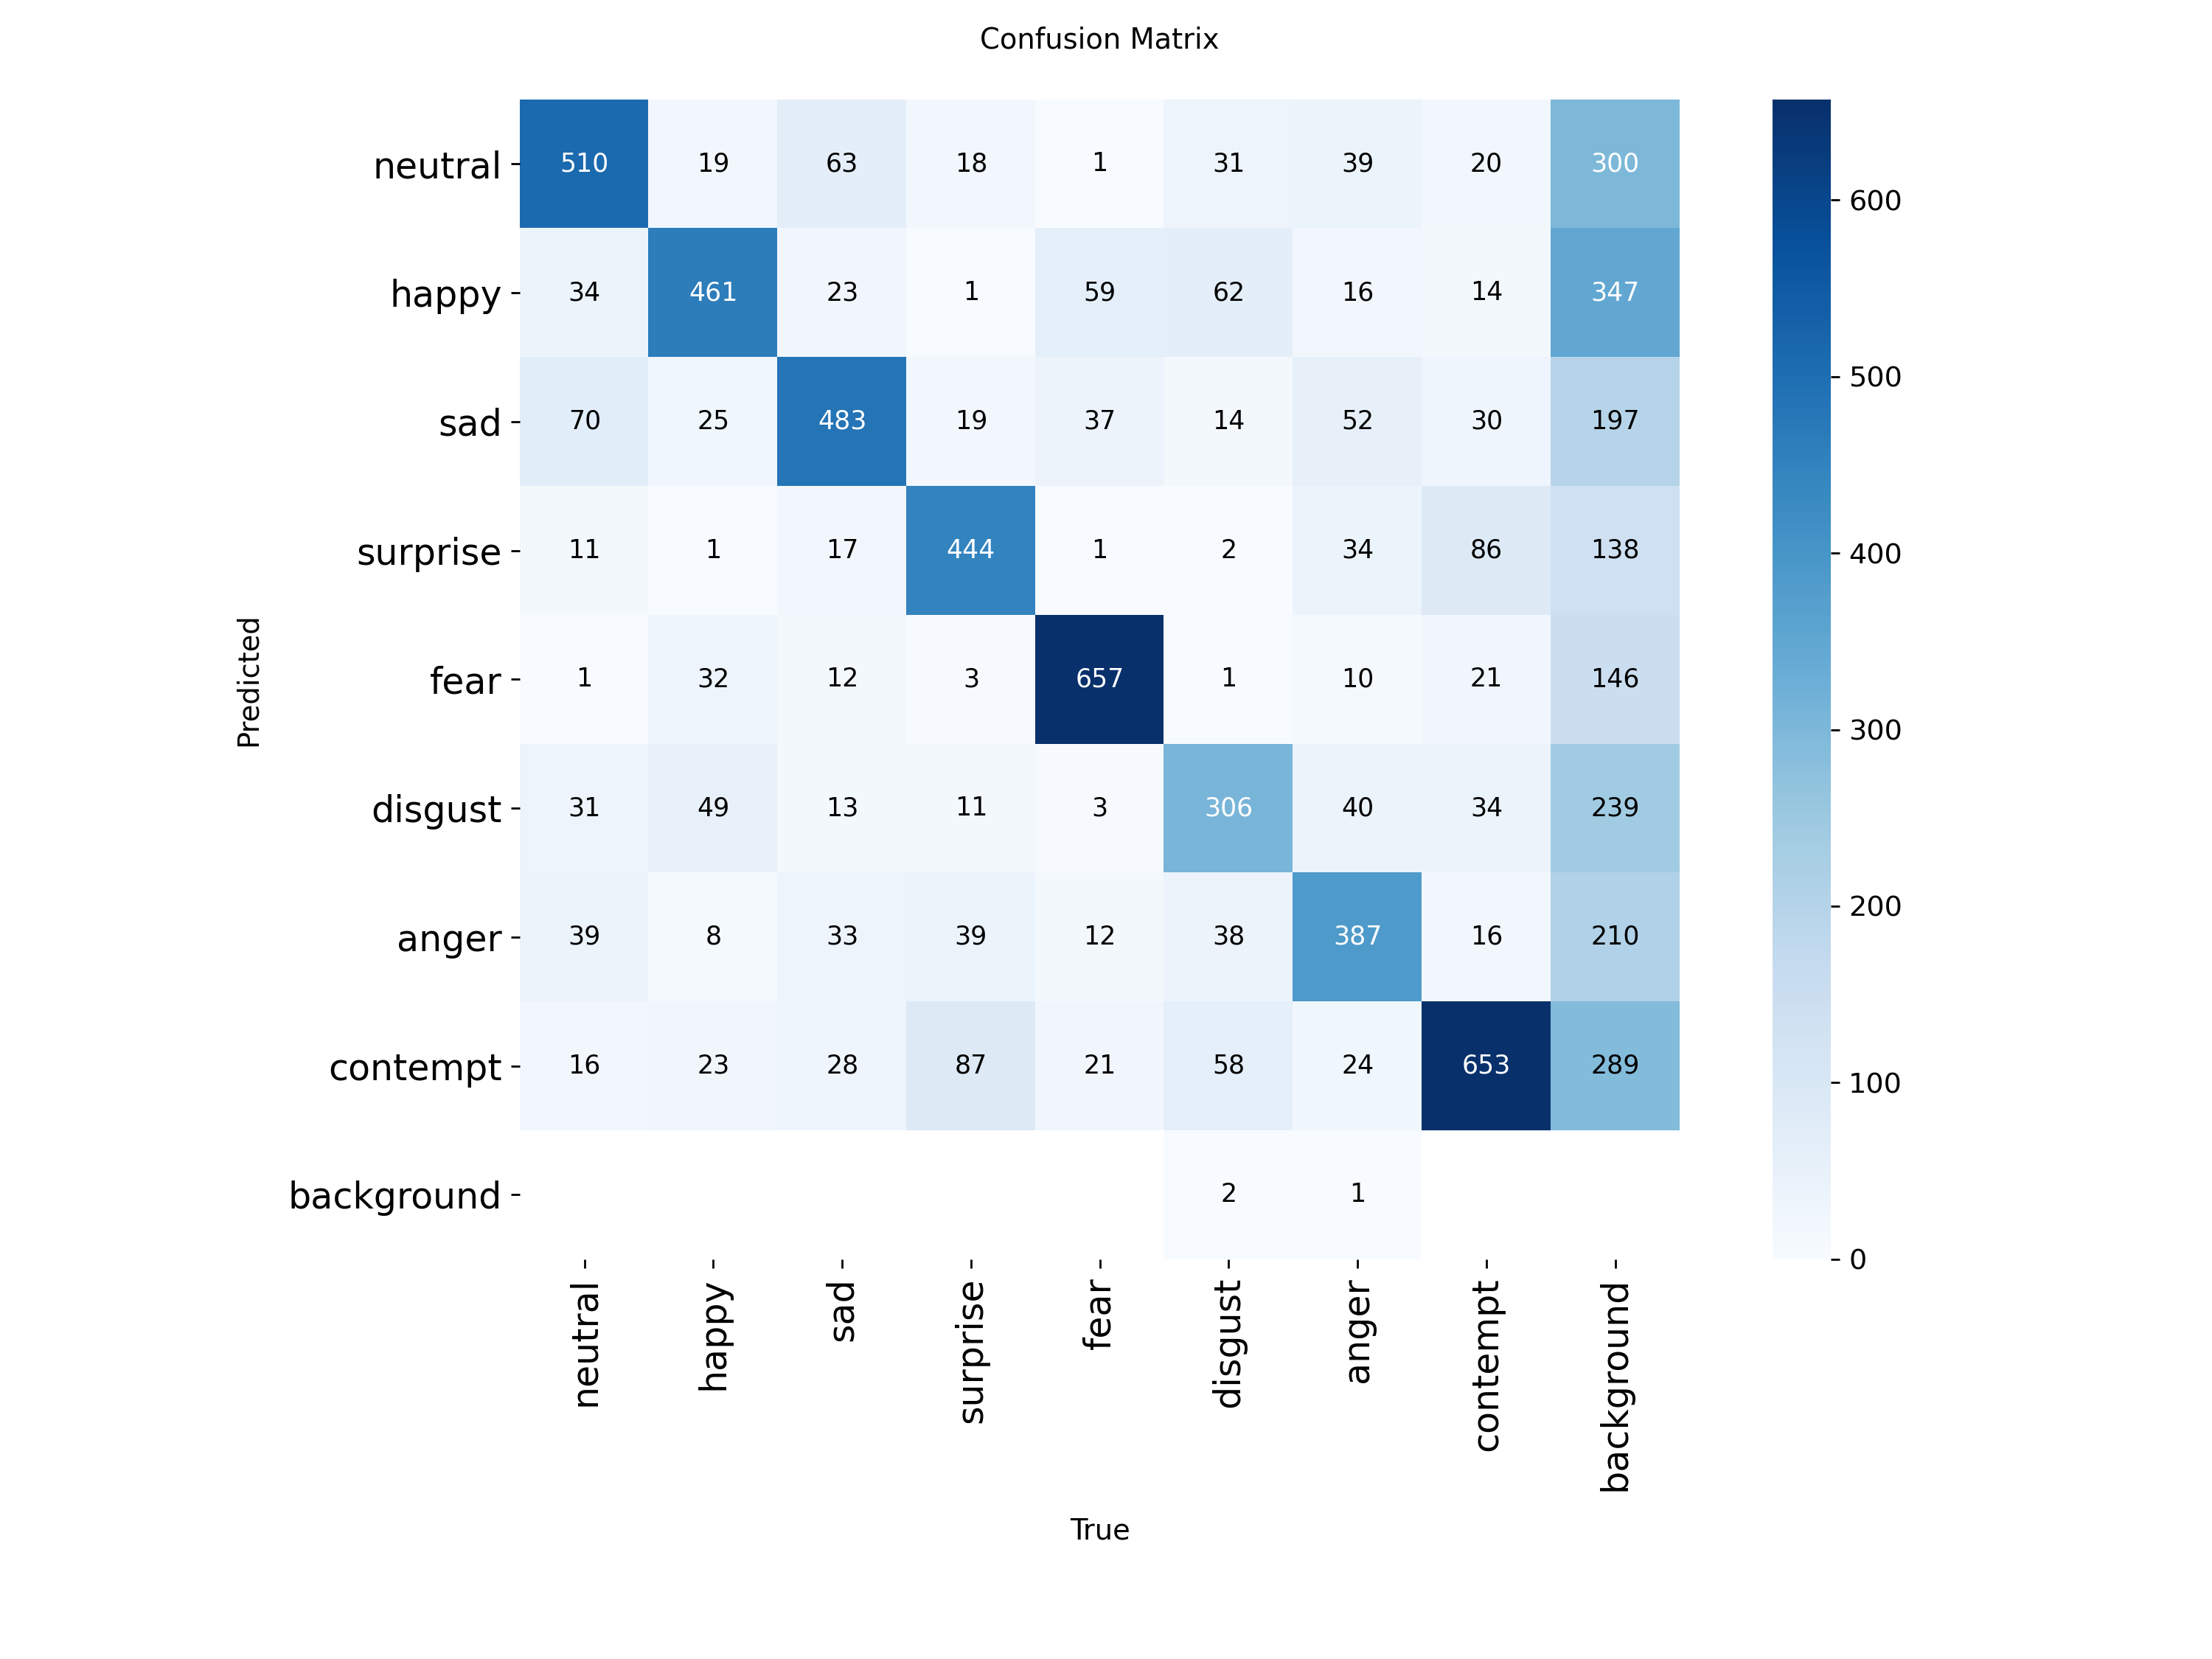 Confusion Matrix
neutral 510 19 63 18 1 31 39 20 300
happy 34 461 23 1 59 62 16 14 347
sad 70 25 483 19 37 14 52 30 197
surprise 11 1 17 444 1 2 34 86 138
fear 1 32 12 3 657 1 10 21 146
disgust 31 49 13 11 3 306 40 34 239
anger 39 8 33 39 12 38 387 16 210
contempt 16 23 28 87 21 58 24 653 289
background 2 1
Predicted
neutral happy sad surprise fear disgust anger contempt background
True
600
500
400
300
200
100
0